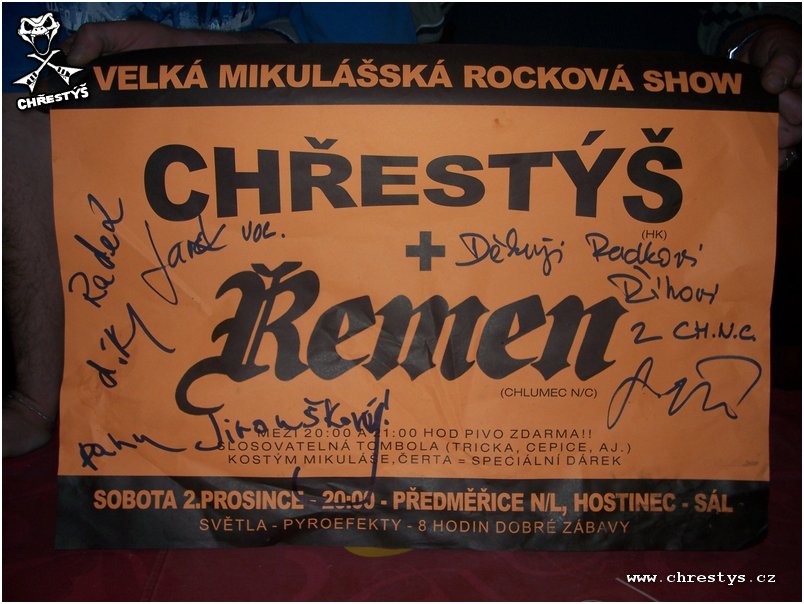 CHŘESTÝŠ
VELKÁ MIKULÁŠSKÁ ROCKOVÁ SHOW
CHŘESTÝŠ
(HK)
+
Děkuji Radkovi
Říhovi
z CH.N.C.
díky Radek
Jarek voc.
Řemen
(CHLUMEC N/C)
MEZI 20:00 A 21:00 HOD PIVO ZDARMA!!
SLOSOVATELNÁ TOMBOLA (TRICKA, CEPICE, AJ.)
KOSTÝM MIKULÁŠE,ČERTA = SPECIÁLNÍ DÁREK
SOBOTA 2.PROSINCE - 20:00 - PŘEDMĚŘICE N/L, HOSTINEC - SÁL
SVĚTLA - PYROEFEKTY - 8 HODIN DOBRÉ ZÁBAVY
www.chrestys.cz